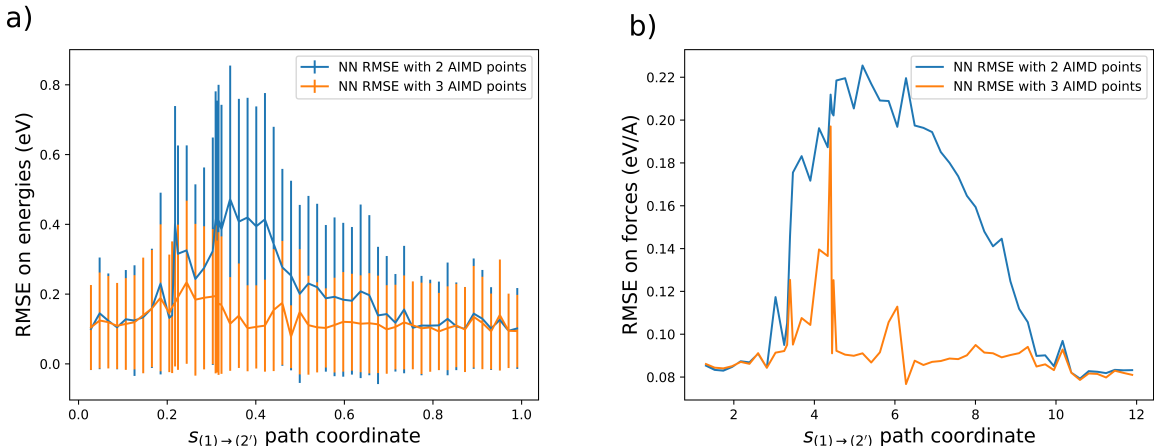 a)
NN RMSE with 2 AIMD points
NN RMSE with 3 AIMD points
RMSE on energies (eV)
0.8
0.6
0.4
0.2
0.0
0.0 0.2 0.4 0.6 0.8 1.0
s(1)→(2′) path coordinate
b)
NN RMSE with 2 AIMD points
NN RMSE with 3 AIMD points
RMSE on forces (eV/A)
0.22
0.20
0.18
0.16
0.14
0.12
0.10
0.08
2 4 6 8 10 12
s(1)→(2′) path coordinate